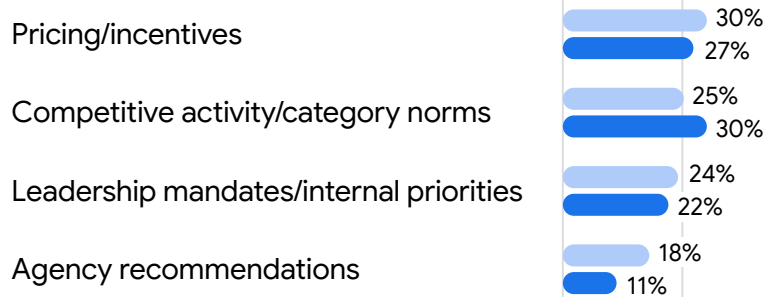 Pricing/incentives
30%
27%
Competitive activity/category norms
25%
30%
Leadership mandates/internal priorities
24%
22%
Agency recommendations
18%
11%